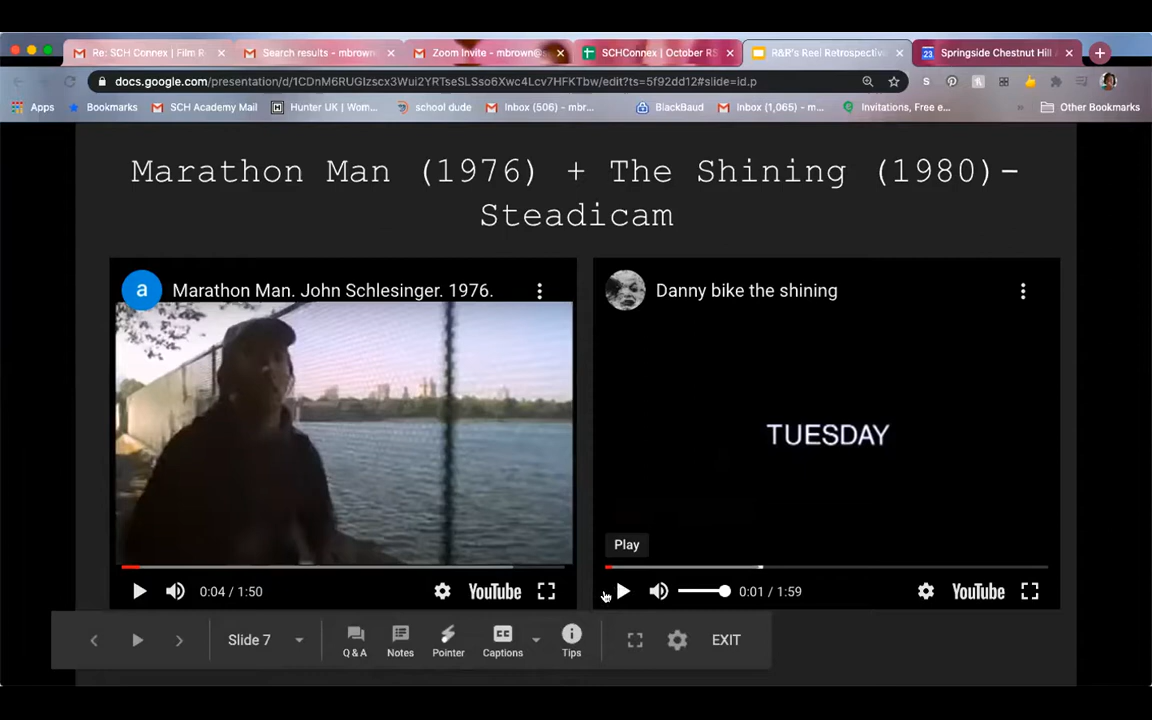 Re: SCH Connex | Film R
Search results - mbrown
Zoom Invite - mbrown@s
SCHConnex | October RS
R&R's Reel Retrospectiv
23
Springside Chestnut Hill
docs.google.com/presentation/d/1CDnM6RUGIzscx3Wui2YRTseSLSso6Xwc4Lcv7HFKTbw/edit?ts=5f92dd12#slide=id.p
Apps
Bookmarks
SCH Academy Mail
Hunter UK | Wom...
school dude
Inbox (506) - mbr...
BlackBaud
Inbox (1,065) - m...
Invitations, Free e...
Other Bookmarks
Marathon Man (1976) + The Shining (1980)-
Steadicam
a
Marathon Man. John Schlesinger. 1976.
Danny bike the shining
TUESDAY
Play
0:04 / 1:50
YouTube
0:01 / 1:59
YouTube
Slide 7
Q & A
Notes
Pointer
CC
Captions
Tips
EXIT